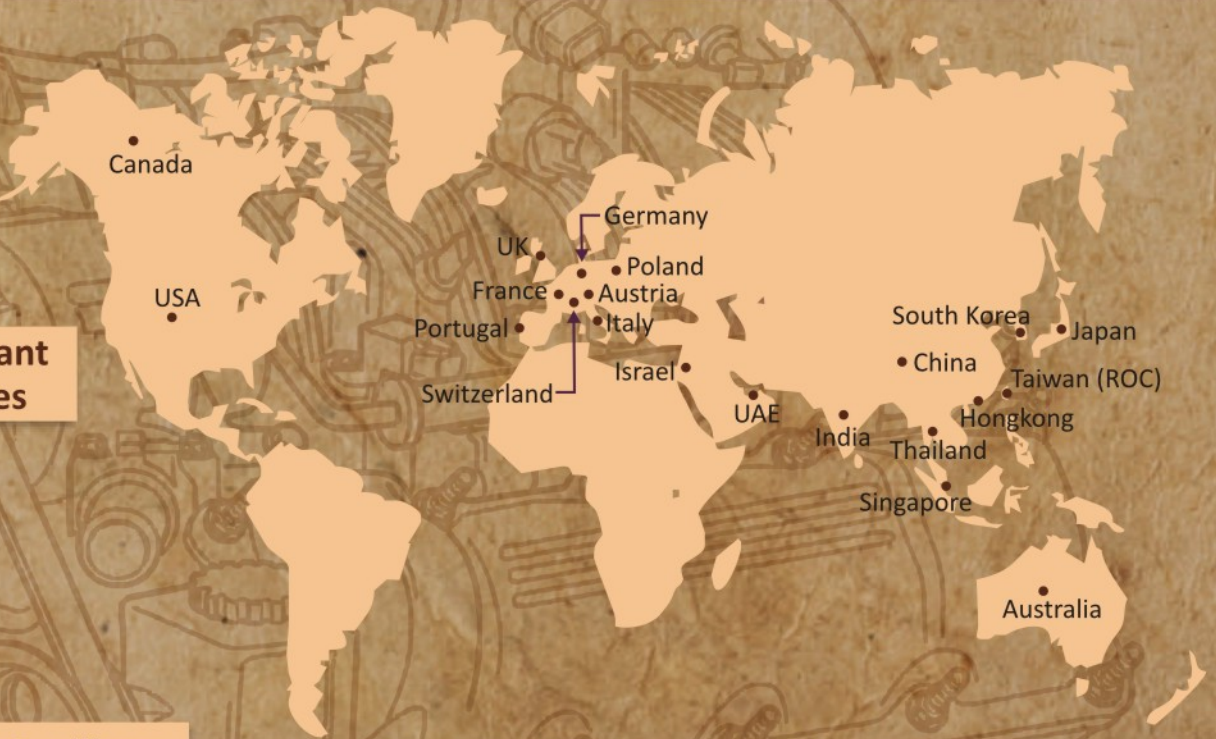 Canada
Germany
UK
Poland
France
Austria
USA
Portugal
Italy
South Korea
Japan
ant
es
Israel
China
Switzerland
Taiwan (ROC)
UAE
Hongkong
India
Thailand
Singapore
Australia